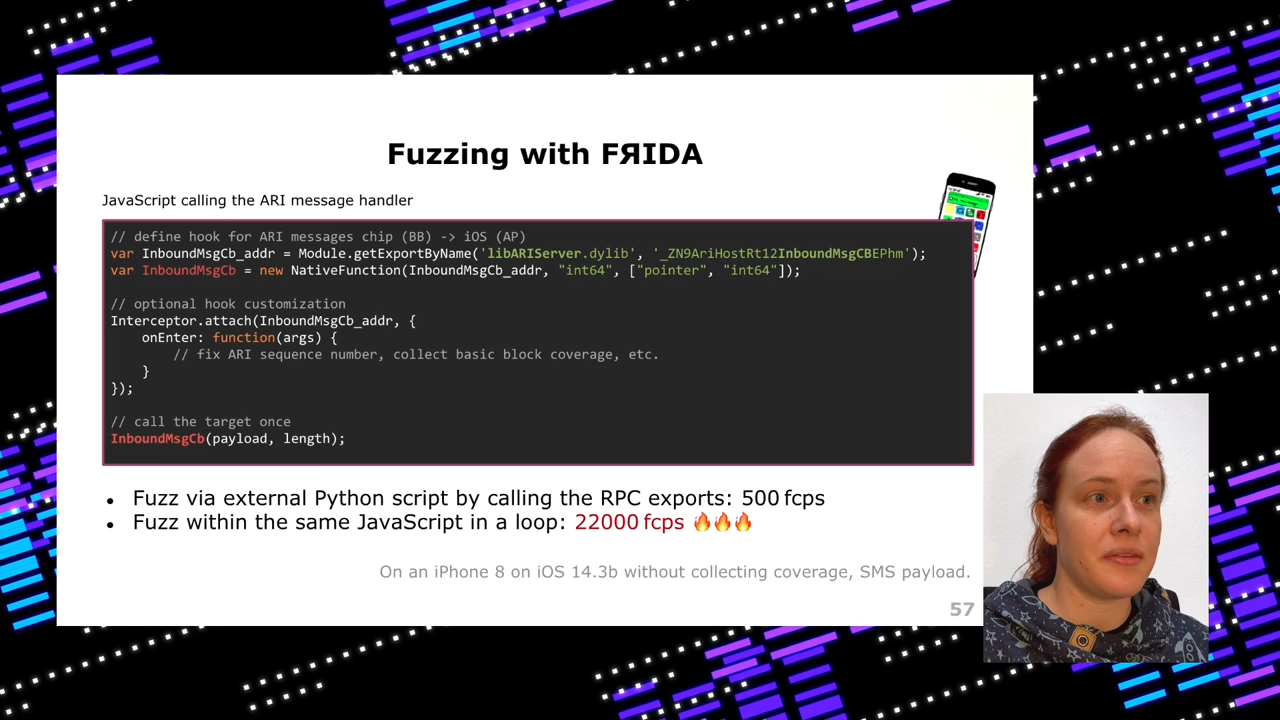 Fuzzing with FЯIDA
JavaScript calling the ARI message handler
// define hook for ARI messages chip (BB) -> iOS (AP)
var InboundMsgCb_addr = Module.getExportByName('libARIServer.dylib', '_ZN9AriHostRt12InboundMsgCBEPhm');
var InboundMsgCb = new NativeFunction(InboundMsgCb_addr, "int64", ["pointer", "int64"]);
// optional hook customization
Interceptor.attach(InboundMsgCb_addr, {
onEnter: function(args) {
// fix ARI sequence number, collect basic block coverage, etc.
}
});
// call the target once
InboundMsgCb(payload, length);
• Fuzz via external Python script by calling the RPC exports: 500 fcps
• Fuzz within the same JavaScript in a loop: 22000 fcps 🔥🔥🔥
On an iPhone 8 on iOS 14.3b without collecting coverage, SMS payload.
57